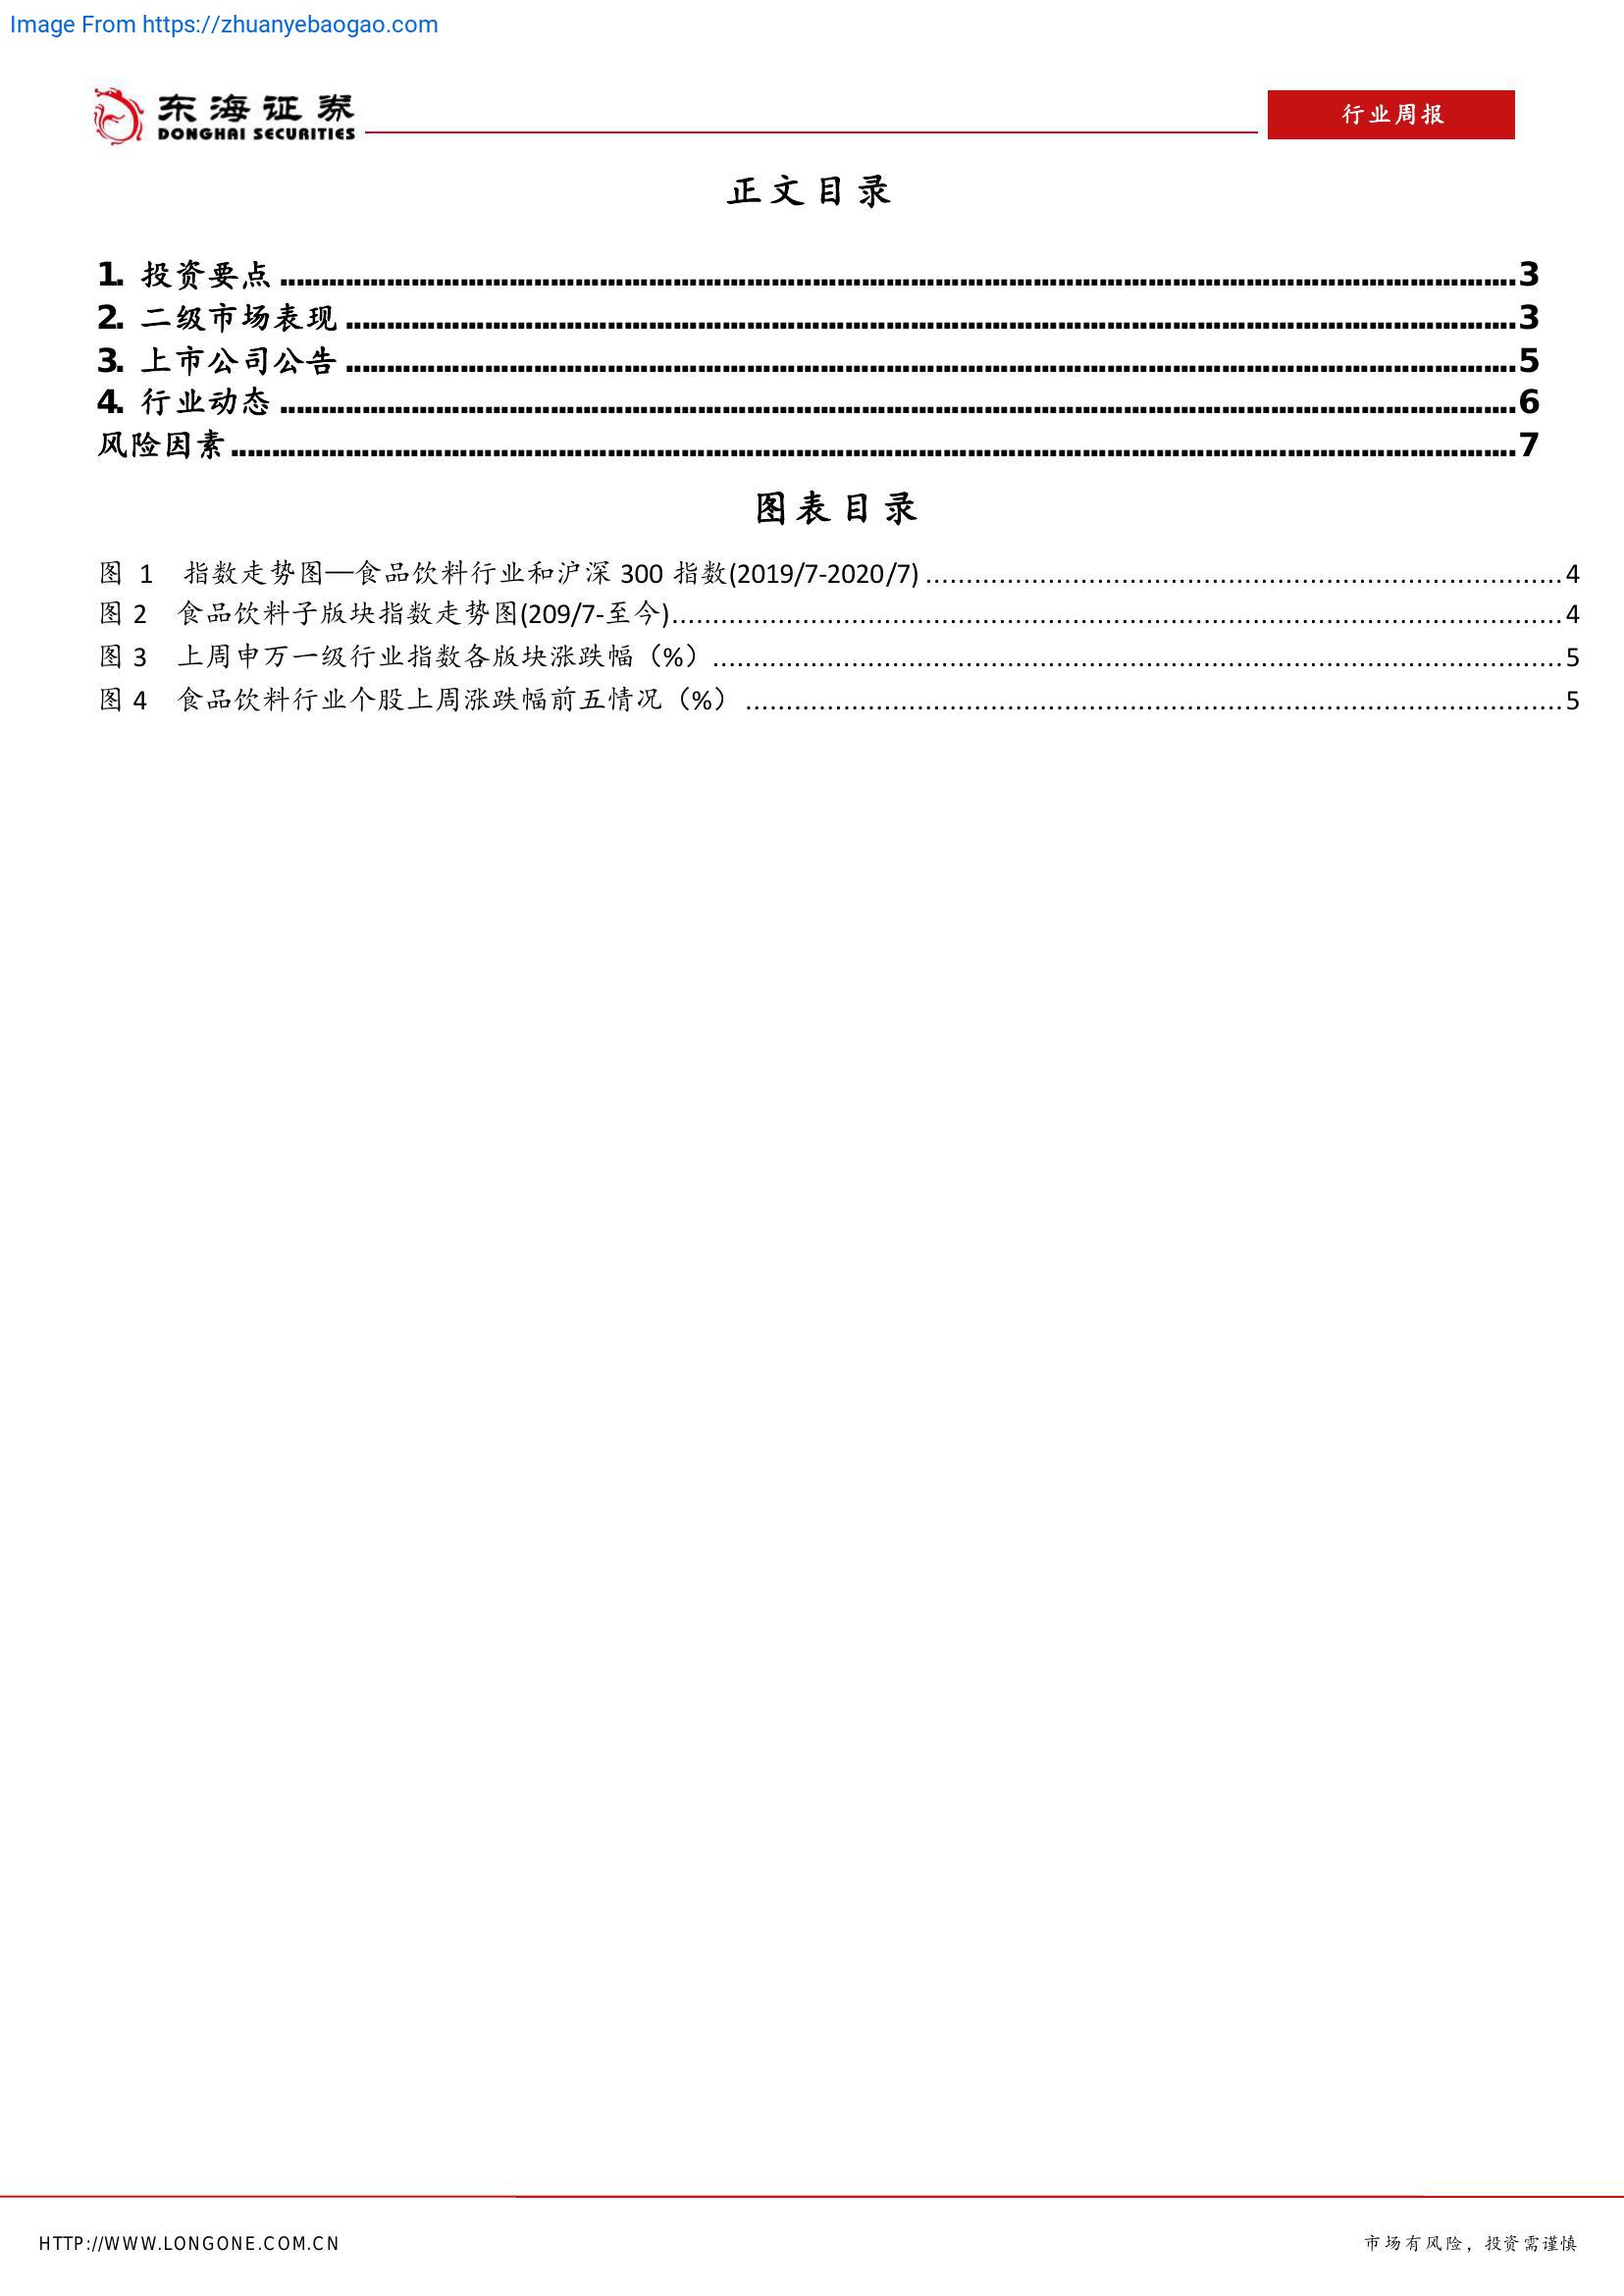 Image From https://zhuanyebaogao.com
东海证券
DONGHAI SECURITIES
行业周报
正文目录
1. 投资要点........................................3
2. 二级市场表现........................................3
3. 上市公司公告........................................5
4. 行业动态........................................6
风险因素........................................7
图表目录
图 1 指数走势图—食品饮料行业和沪深 300 指数(2019/7-2020/7)........................................4
图 2 食品饮料子版块指数走势图(209/7-至今)........................................4
图 3 上周申万一级行业指数各版块涨跌幅（%）........................................5
图 4 食品饮料行业个股上周涨跌幅前五情况（%）........................................5
HTTP://WWW.LONGONE.COM.CN
市场有风险，投资需谨慎